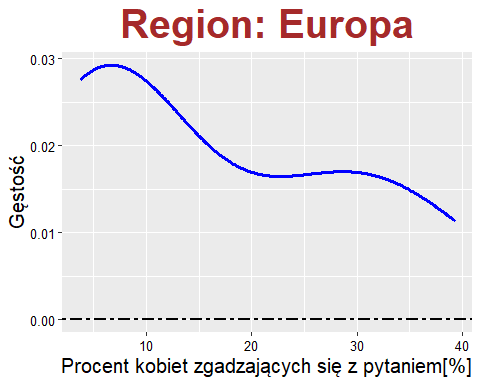 Region: Europa
0.03
0.02
0.01
0.00
Gęstość
10 20 30 40
Procent kobiet zgadzających się z pytaniem[%]